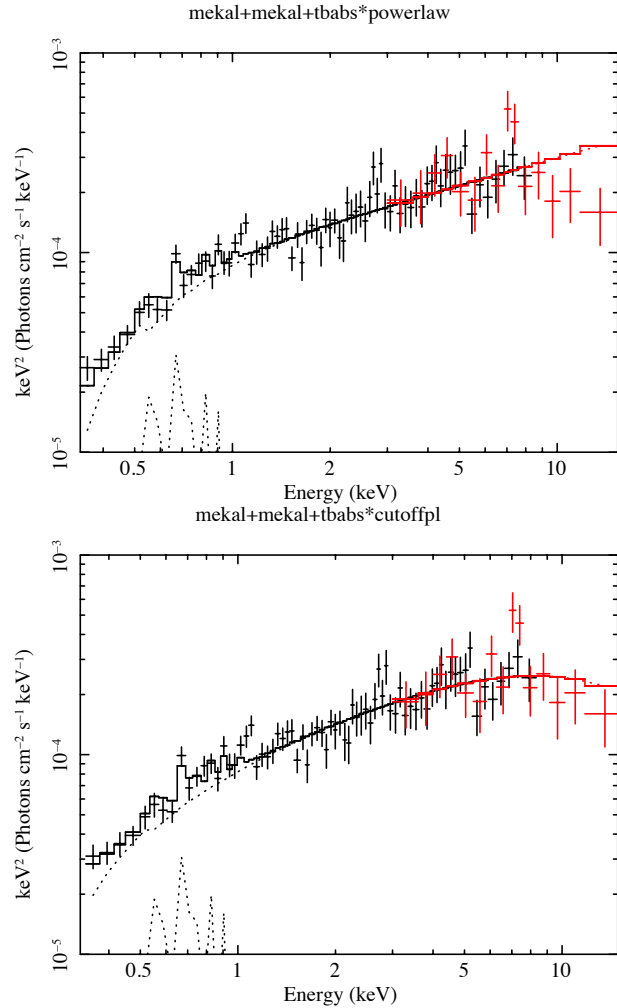 mekal+mekal+tbabs*powerlaw
10⁻³
10⁻⁴
10⁻⁵
keV² (Photons cm⁻² s⁻¹ keV⁻¹)
0.5 1 2 5 10
Energy (keV)
mekal+mekal+tbabs*cutoffpl
10⁻³
10⁻⁴
10⁻⁵
keV² (Photons cm⁻² s⁻¹ keV⁻¹)
0.5 1 2 5 10
Energy (keV)